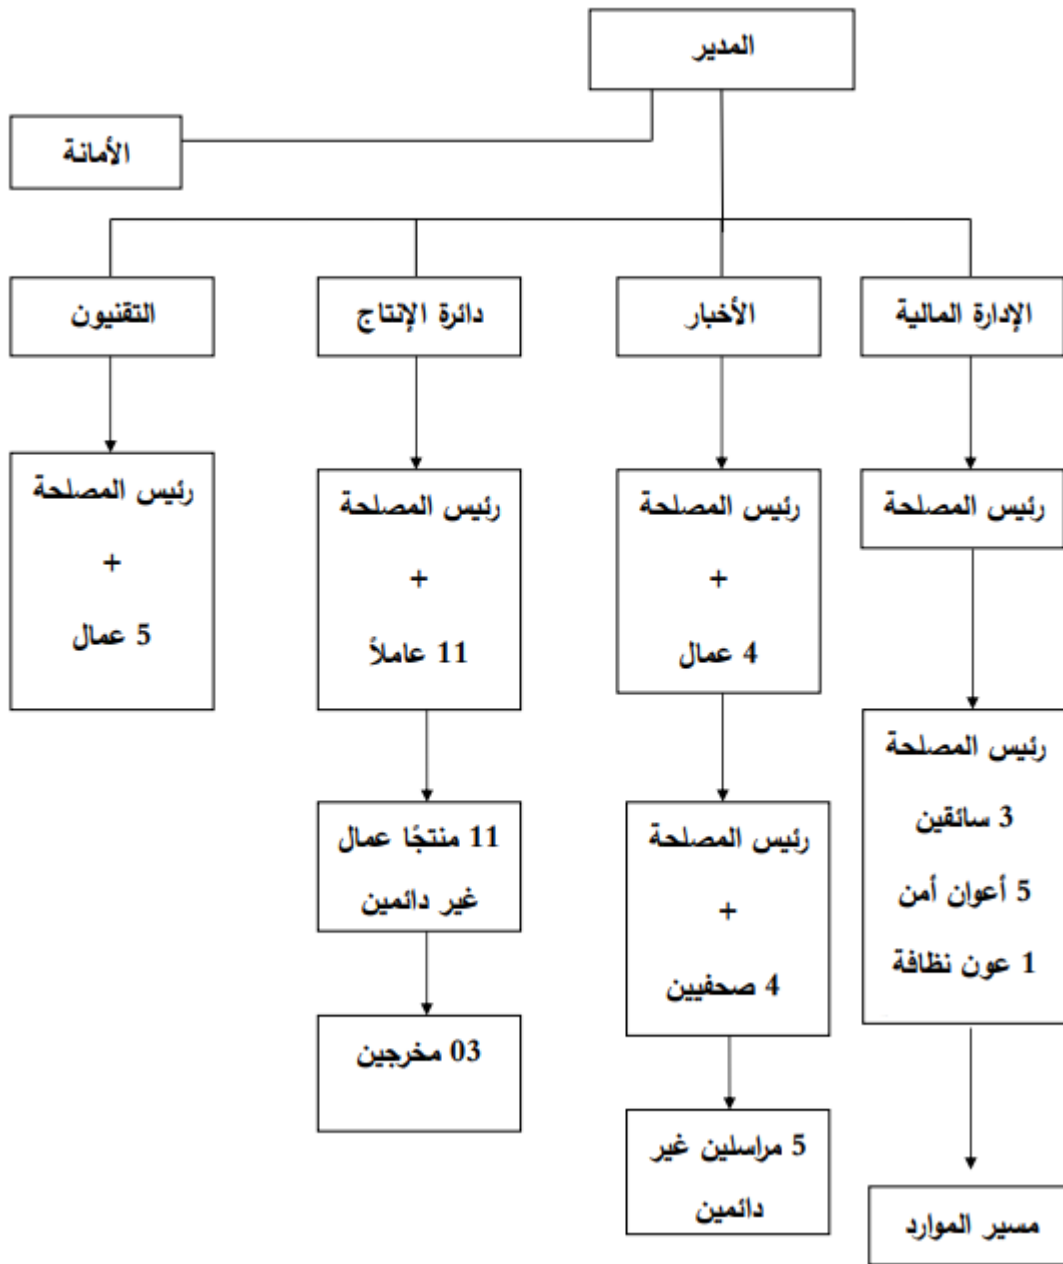 المدير
الأمانة
الإدارة المالية
الأخبار
دائرة الإنتاج
التقنيون
رئيس المصلحة
رئيس المصلحة
+
4 عمال
رئيس المصلحة
+
11 عاملاً
رئيس المصلحة
+
5 عمال
رئيس المصلحة
3 سائقين
5 أعوان أمن
1 عون نظافة
رئيس المصلحة
+
4 صحفيين
11 منتجًا عمال
غير دائمين
03 مخرجين
5 مراسلين غير
دائمين
مسير الموارد